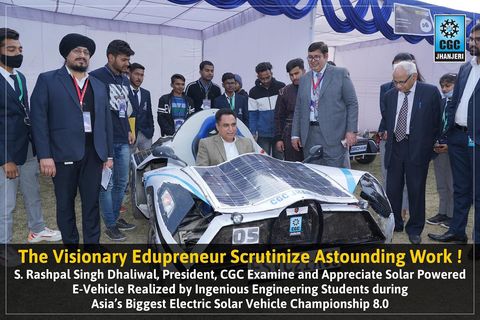 CGC
JHANJERI
CGC
05
The Visionary Edupreneur Scrutinize Astounding Work !
S. Rashpal Singh Dhaliwal, President, CGC Examine and Appreciate Solar Powered
E-Vehicle Realized by Ingenious Engineering Students during
Asia's Biggest Electric Solar Vehicle Championship 8.0